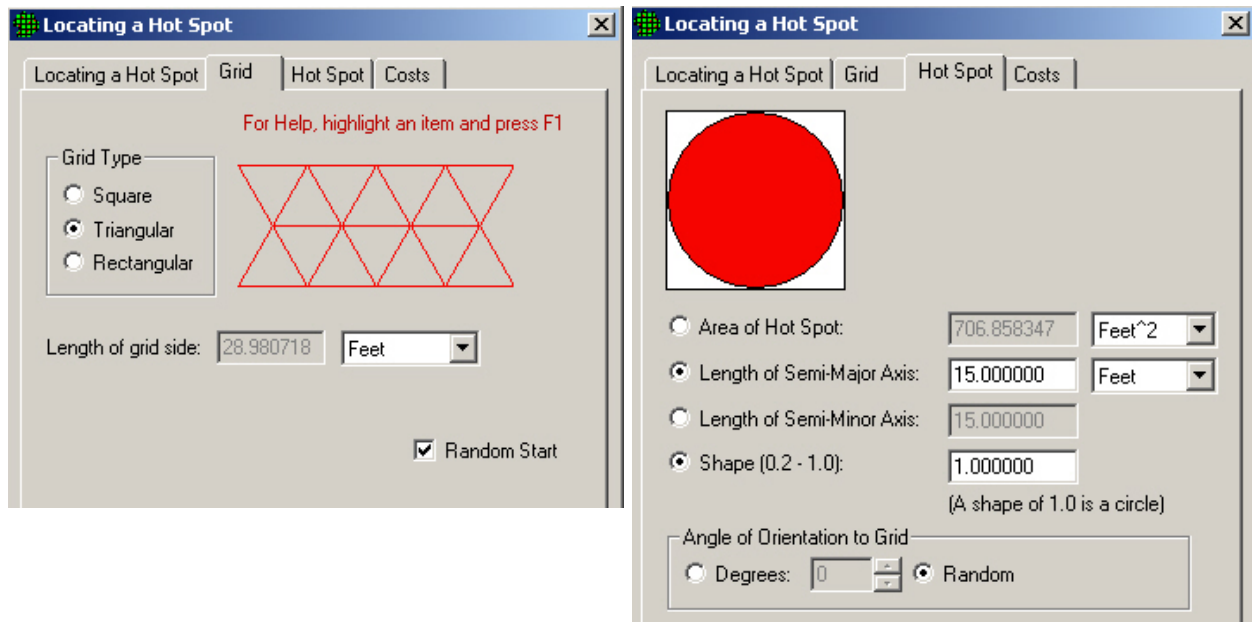 Locating a Hot Spot
Locating a Hot Spot Grid Hot Spot Costs
For Help, highlight an item and press F1
Grid Type
Square
Triangular
Rectangular
Length of grid side: 28.980718 Feet
Random Start
Locating a Hot Spot
Locating a Hot Spot Grid Hot Spot Costs
Area of Hot Spot: 706.858347 Feet^2
Length of Semi-Major Axis: 15.000000 Feet
Length of Semi-Minor Axis: 15.000000
Shape (0.2 - 1.0): 1.000000
(A shape of 1.0 is a circle)
Angle of Orientation to Grid
Degrees: 0 Random